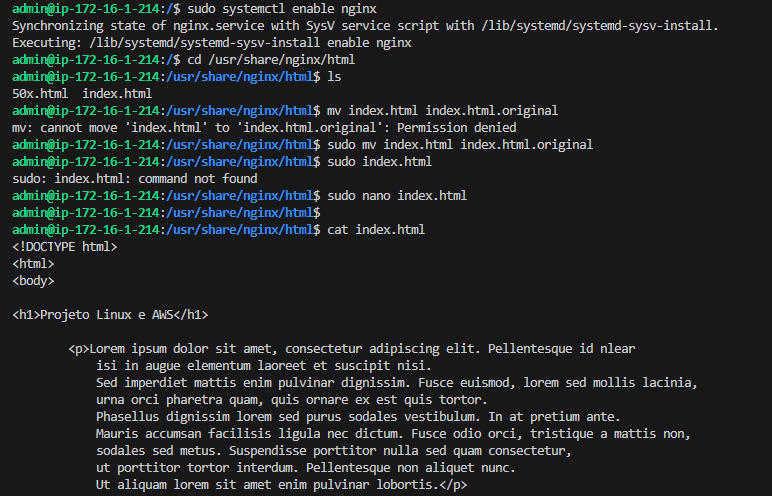 admin@ip-172-16-1-214:/$ sudo systemctl enable nginx
Synchronizing state of nginx.service with SysV service script with /lib/systemd/systemd-sysv-install.
Executing: /lib/systemd/systemd-sysv-install enable nginx
admin@ip-172-16-1-214:/$ cd /usr/share/nginx/html
admin@ip-172-16-1-214:/usr/share/nginx/html$ ls
50x.html  index.html
admin@ip-172-16-1-214:/usr/share/nginx/html$ mv index.html index.html.original
mv: cannot move 'index.html' to 'index.html.original': Permission denied
admin@ip-172-16-1-214:/usr/share/nginx/html$ sudo mv index.html index.html.original
admin@ip-172-16-1-214:/usr/share/nginx/html$ sudo index.html
sudo: index.html: command not found
admin@ip-172-16-1-214:/usr/share/nginx/html$ sudo nano index.html
admin@ip-172-16-1-214:/usr/share/nginx/html$
admin@ip-172-16-1-214:/usr/share/nginx/html$ cat index.html
<!DOCTYPE html>
<html>
<body>
<h1>Projeto Linux e AWS</h1>
<p>Lorem ipsum dolor sit amet, consectetur adipiscing elit. Pellentesque id nlear
isi in augue elementum laoreet et suscipit nisi.
Sed imperdiet mattis enim pulvinar dignissim. Fusce euismod, lorem sed mollis lacinia,
urna orci pharetra quam, quis ornare ex est quis tortor.
Phasellus dignissim lorem sed purus sodales vestibulum. In at pretium ante.
Mauris accumsan facilisis ligula nec dictum. Fusce odio orci, tristique a mattis non,
sodales sed metus. Suspendisse porttitor nulla sed quam consectetur,
ut porttitor tortor interdum. Pellentesque non aliquet nunc.
Ut aliquam lorem sit amet enim pulvinar lobortis.</p>